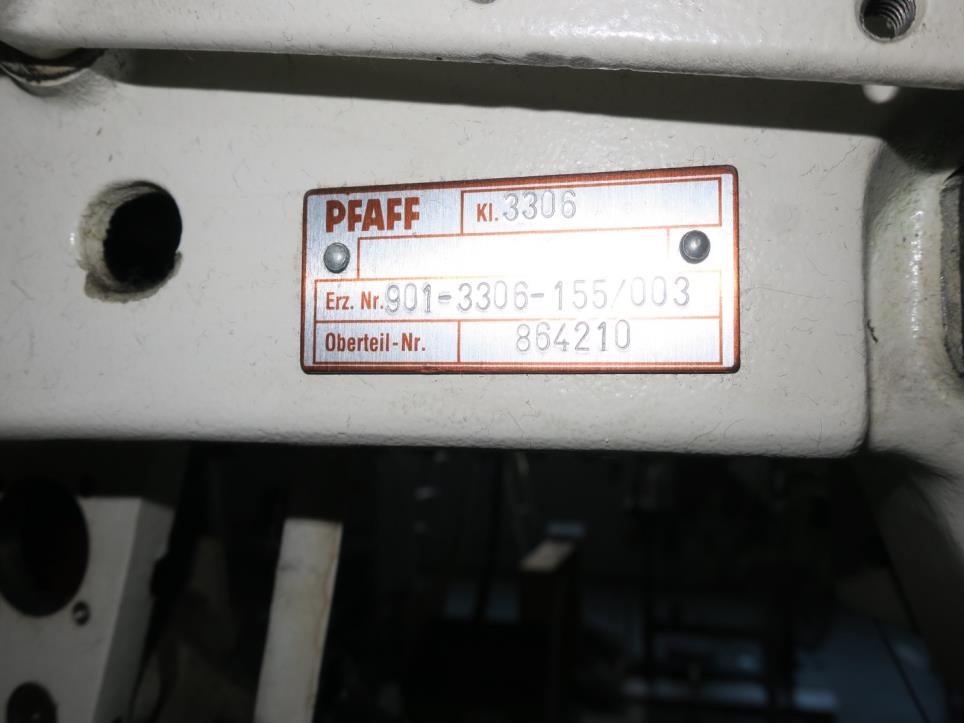 PFAFF Kl. 3306
Erz. Nr. 901-3306-155/003
Oberteil-Nr. 864210